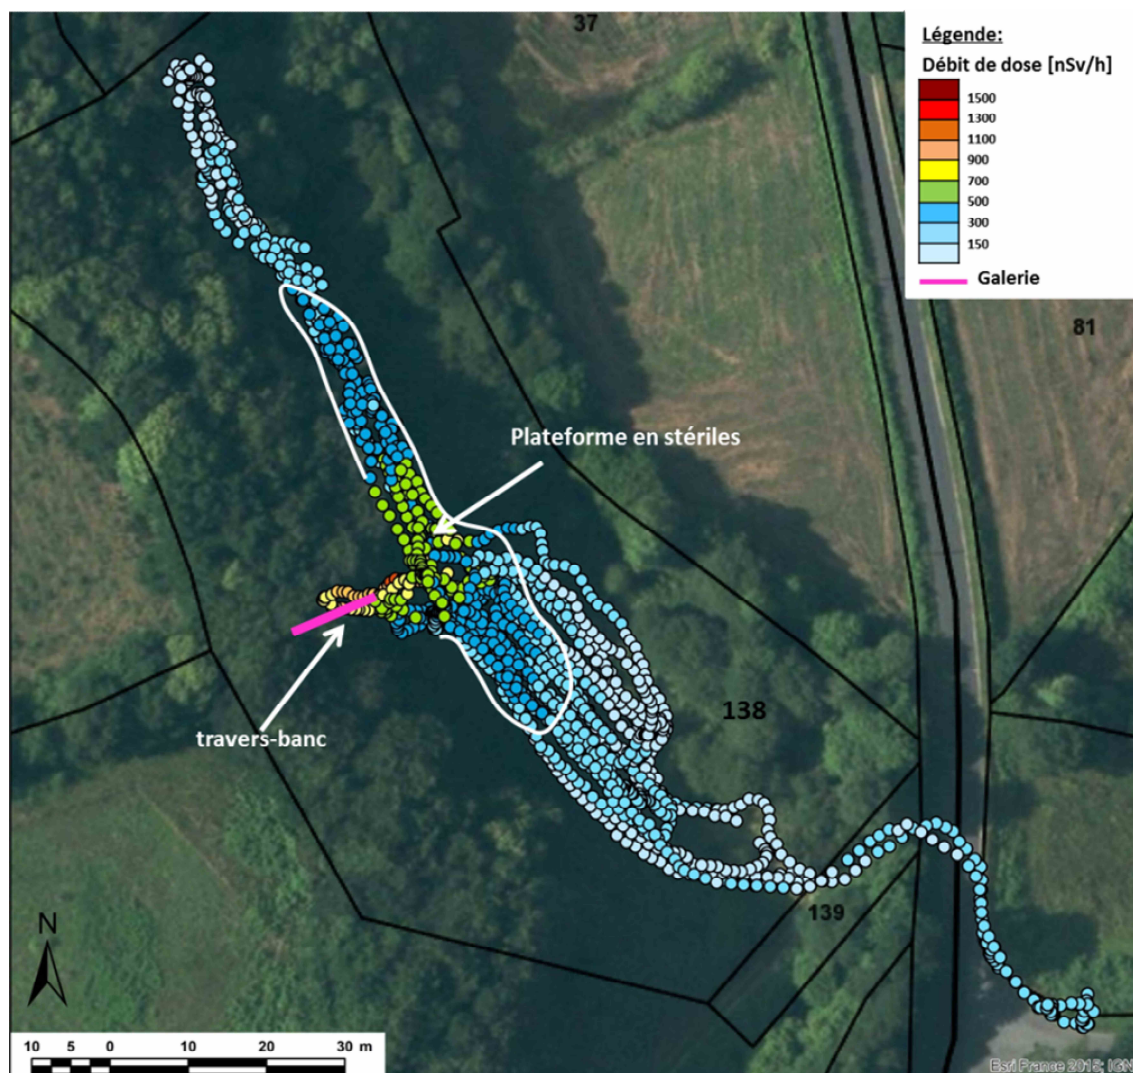 37
Légende:
Débit de dose [nSv/h]
1500
1300
1100
900
700
500
300
150
Galerie
81
Plateforme en stériles
travers-banc
138
139
N
10 5 0 10 20 30 m
Esri France 2015; IGN